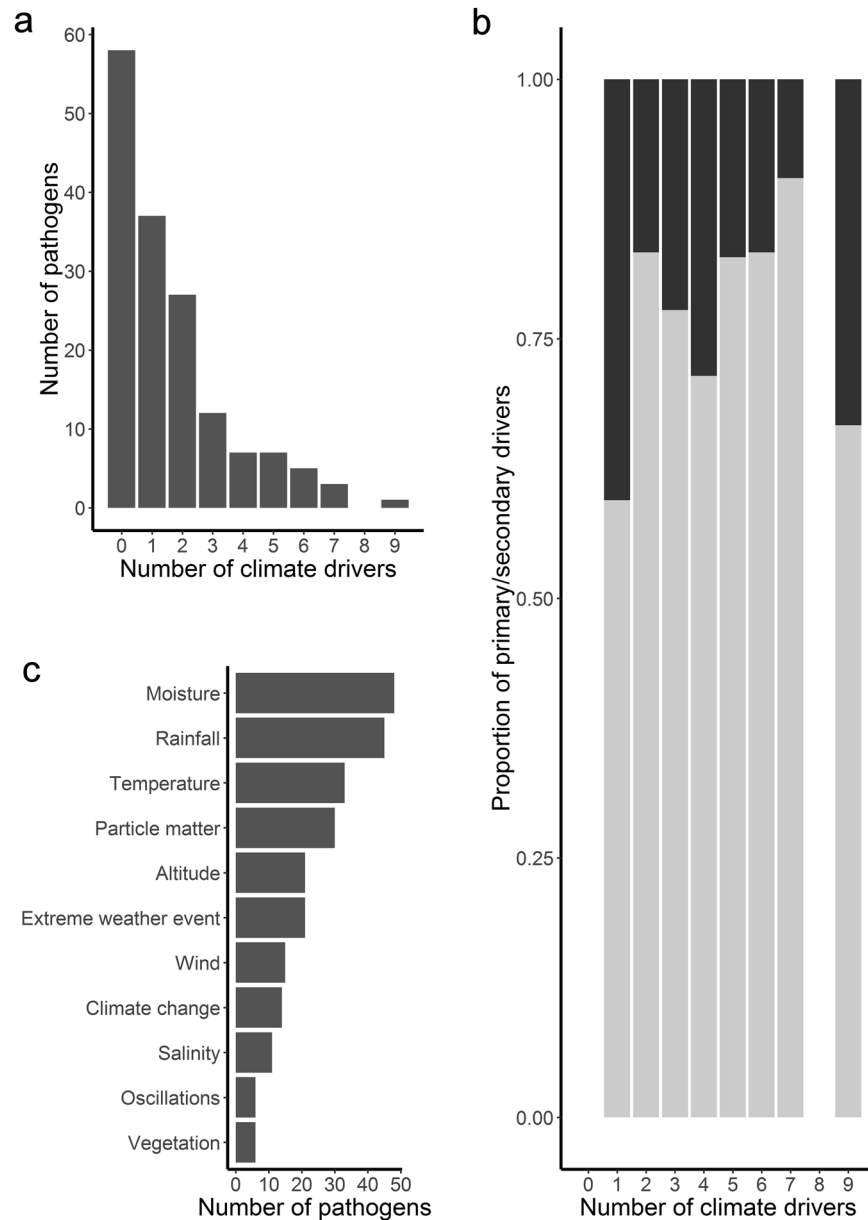 a
60
50
40
30
20
10
0
Number of pathogens
0 1 2 3 4 5 6 7 8 9
Number of climate drivers
b
1.00
0.75
0.50
0.25
0.00
Proportion of primary/secondary drivers
0 1 2 3 4 5 6 7 8 9
Number of climate drivers
c
Moisture
Rainfall
Temperature
Particle matter
Altitude
Extreme weather event
Wind
Climate change
Salinity
Oscillations
Vegetation
0 10 20 30 40 50
Number of pathogens